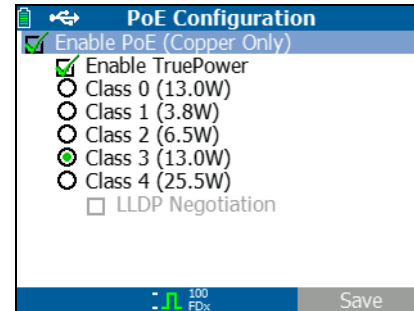 PoE Configuration
Enable PoE (Copper Only)
Enable TruePower
Class 0 (13.0W)
Class 1 (3.8W)
Class 2 (6.5W)
Class 3 (13.0W)
Class 4 (25.5W)
LLDP Negotiation
100
FDx
Save